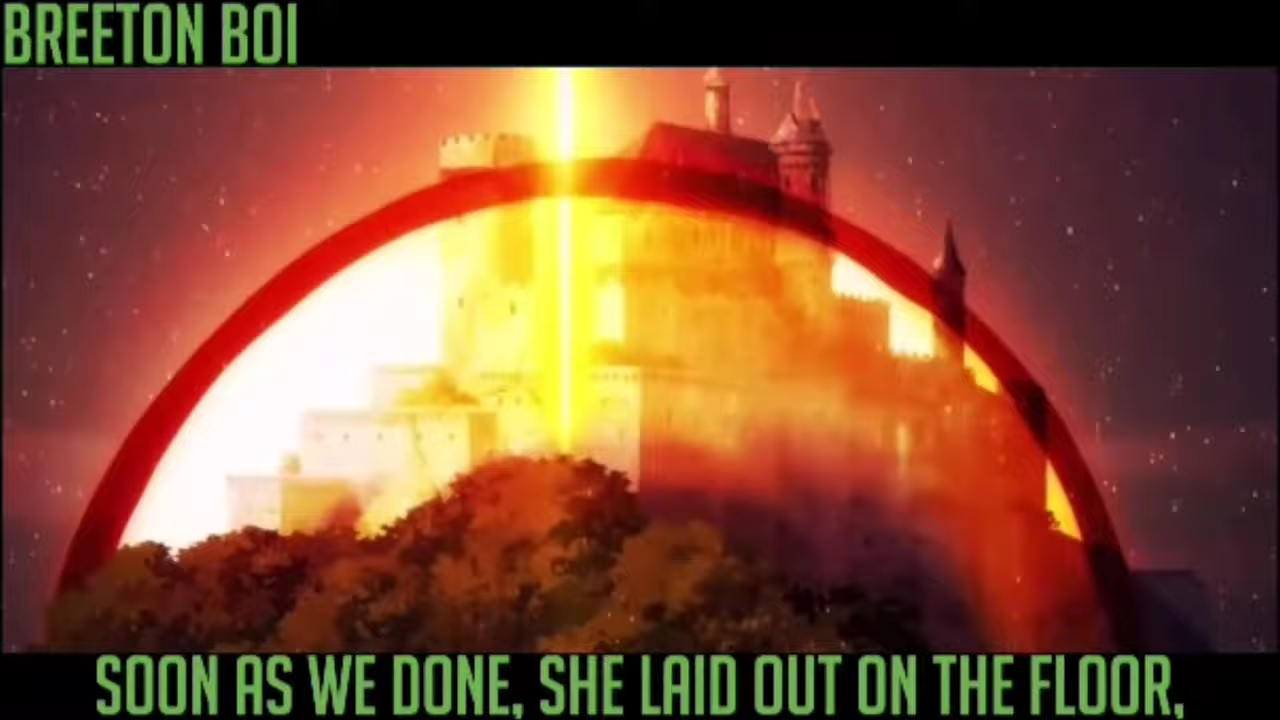 BREETON BOI
SOON AS WE DONE, SHE LAID OUT ON THE FLOOR,